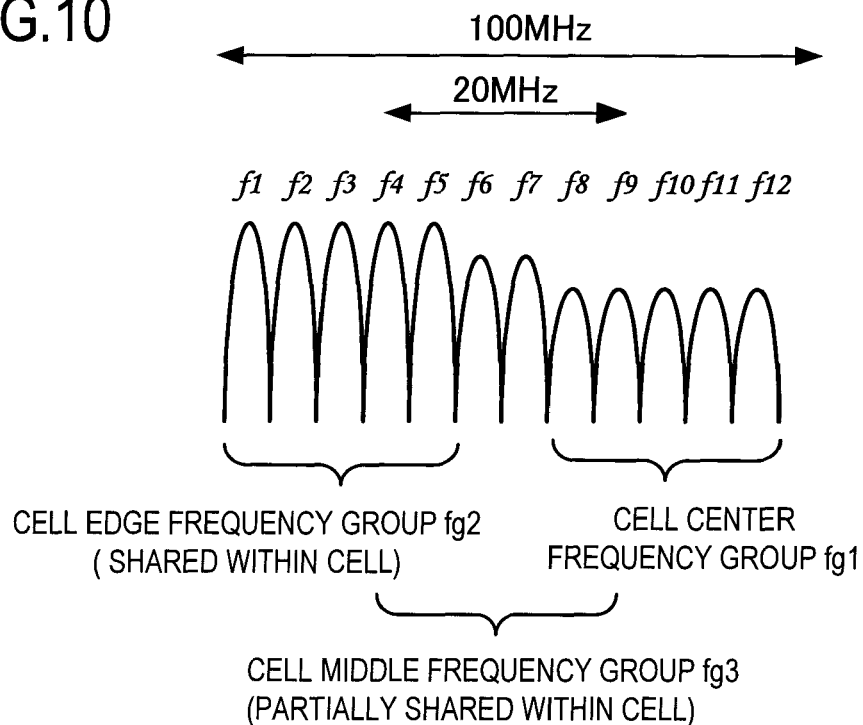 G.10
100MHz
20MHz
f1 f2 f3 f4 f5 f6 f7 f8 f9 f10 f11 f12
CELL EDGE FREQUENCY GROUP fg2
( SHARED WITHIN CELL)
CELL CENTER
FREQUENCY GROUP fg1
CELL MIDDLE FREQUENCY GROUP fg3
(PARTIALLY SHARED WITHIN CELL)